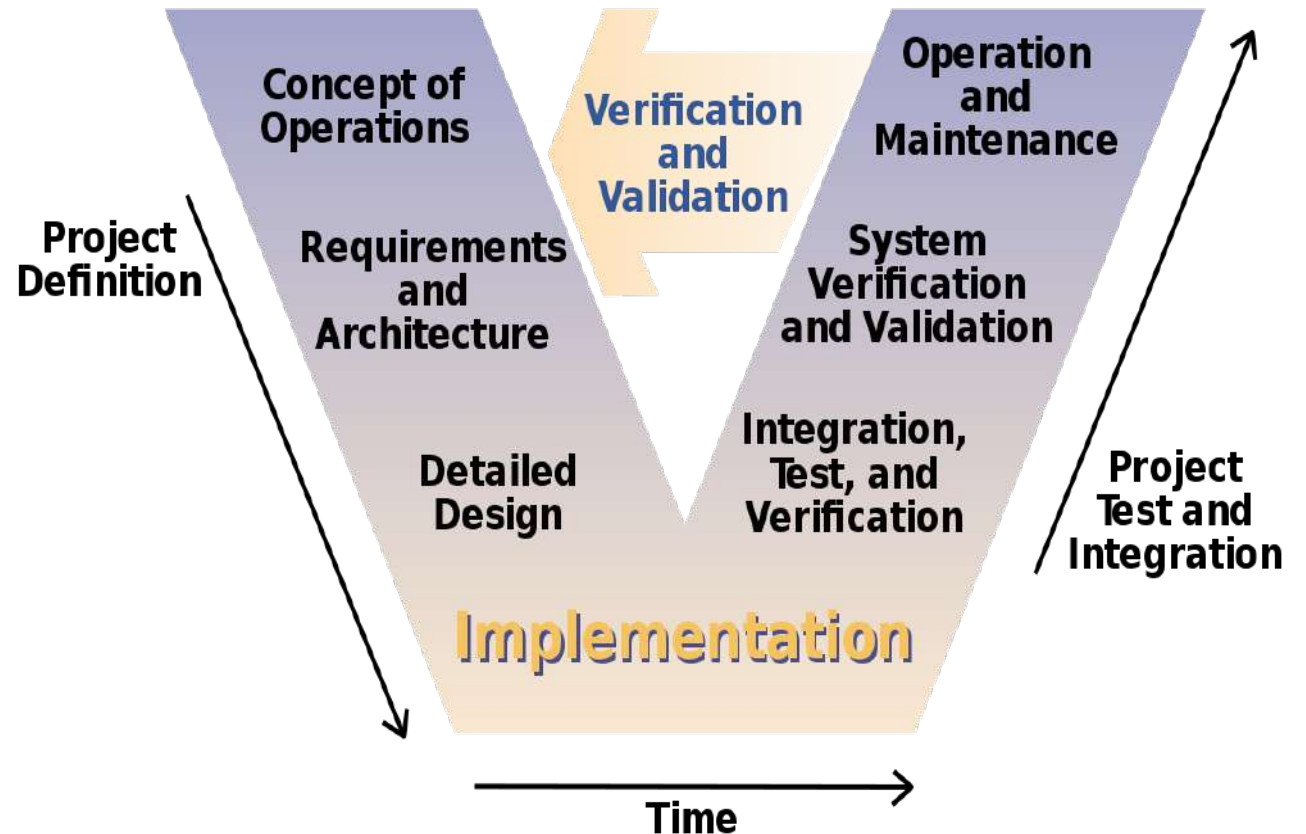 Concept of
Operations
Verification
and
Validation
Operation
and
Maintenance
Project
Definition
Requirements
and
Architecture
System
Verification
and Validation
Detailed
Design
Integration,
Test, and
Verification
Project
Test and
Integration
Implementation
Time